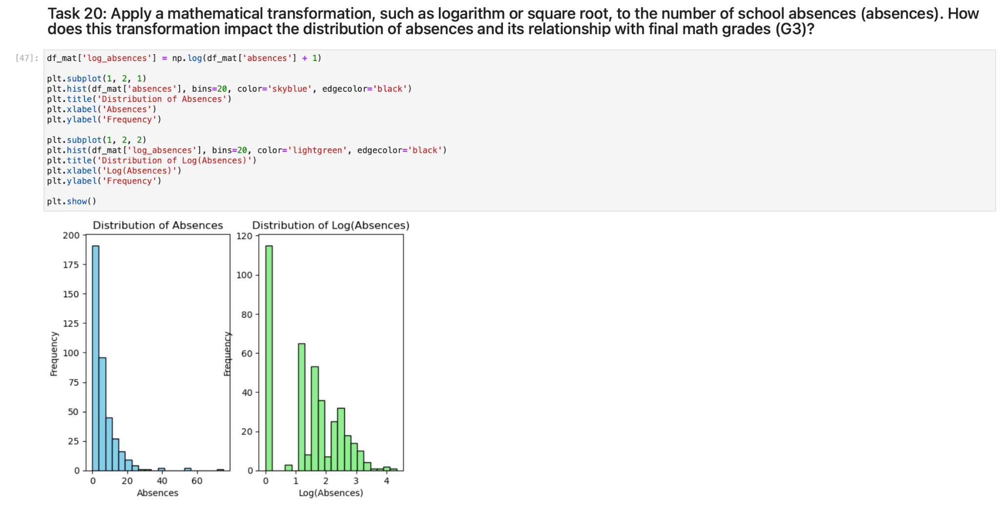 Task 20: Apply a mathematical transformation, such as logarithm or square root, to the number of school absences (absences). How
does this transformation impact the distribution of absences and its relationship with final math grades (G3)?
[47]:
df_mat['log_absences'] = np.log(df_mat['absences'] + 1)
plt.subplot(1, 2, 1)
plt.hist(df_mat['absences'], bins=20, color='skyblue', edgecolor='black')
plt.title('Distribution of Absences')
plt.xlabel('Absences')
plt.ylabel('Frequency')
plt.subplot(1, 2, 2)
plt.hist(df_mat['log_absences'], bins=20, color='lightgreen', edgecolor='black')
plt.title('Distribution of Log(Absences)')
plt.xlabel('Log(Absences)')
plt.ylabel('Frequency')
plt.show()
Distribution of Absences
200
175
150
125
100
75
50
25
0
Frequency
0 20 40 60
Absences
Distribution of Log(Absences)
120
100
80
60
40
20
0
Frequency
0 1 2 3 4
Log(Absences)